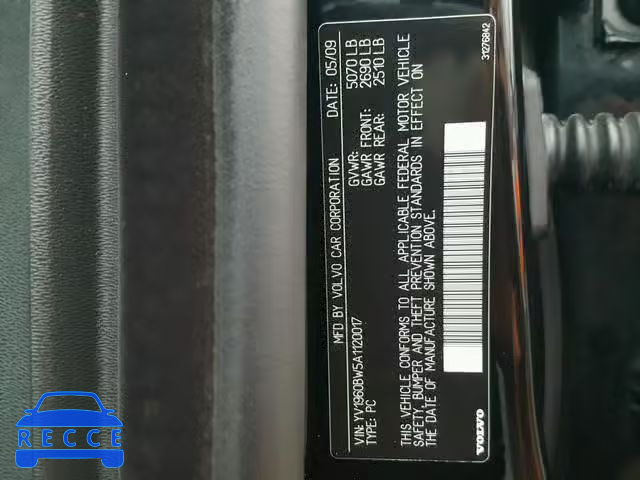 MFD BY VOLVO CAR CORPORATION DATE: 05/09
GVWR: 5070 LB
GAWR FRONT: 2690 LB
GAWR REAR: 2510 LB
VIN: YV1960BW5A1120017
TYPE: PC
THIS VEHICLE CONFORMS TO ALL APPLICABLE FEDERAL MOTOR VEHICLE
SAFETY, BUMPER AND THEFT PREVENTION STANDARDS IN EFFECT ON
THE DATE OF MANUFACTURE SHOWN ABOVE.
VOLVO
31276842
RECCE